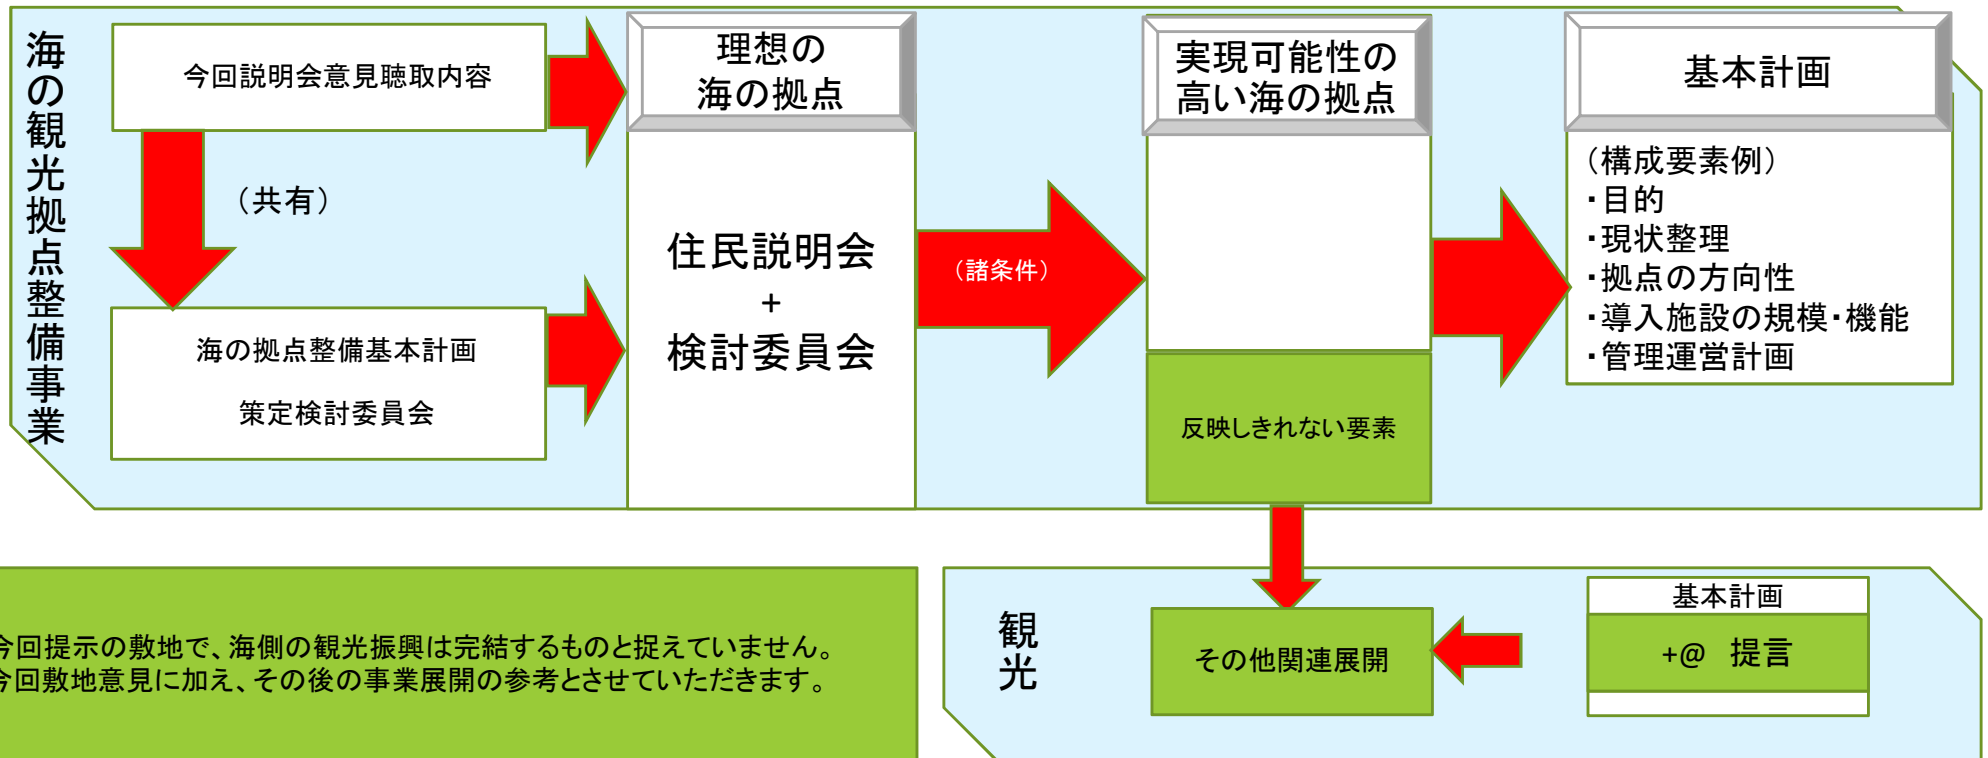 海の観光拠点整備事業
今回説明会意見聴取内容
（共有）
海の拠点整備基本計画
策定検討委員会
理想の
海の拠点
住民説明会
+
検討委員会
（諸条件）
実現可能性の
高い海の拠点
反映しきれない要素
基本計画
（構成要素例）
・目的
・現状整理
・拠点の方向性
・導入施設の規模・機能
・管理運営計画
今回提示の敷地で、海側の観光振興は完結するものと捉えていません。
今回敷地意見に加え、その後の事業展開の参考とさせていただきます。
観光
その他関連展開
基本計画
+@　提言